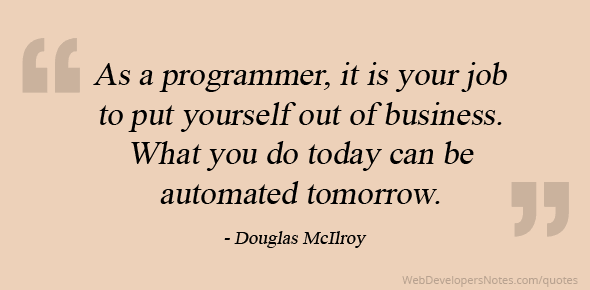 As a programmer, it is your job
to put yourself out of business.
What you do today can be
automated tomorrow.
- Douglas McIlroy
WebDevelopersNotes.com/quotes